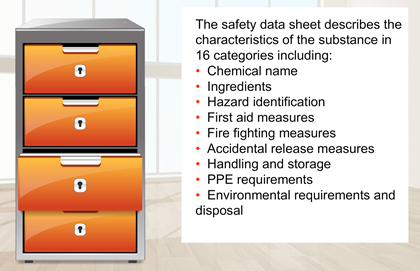 The safety data sheet describes the
characteristics of the substance in
16 categories including:
• Chemical name
• Ingredients
• Hazard identification
• First aid measures
• Fire fighting measures
• Accidental release measures
• Handling and storage
• PPE requirements
• Environmental requirements and
disposal